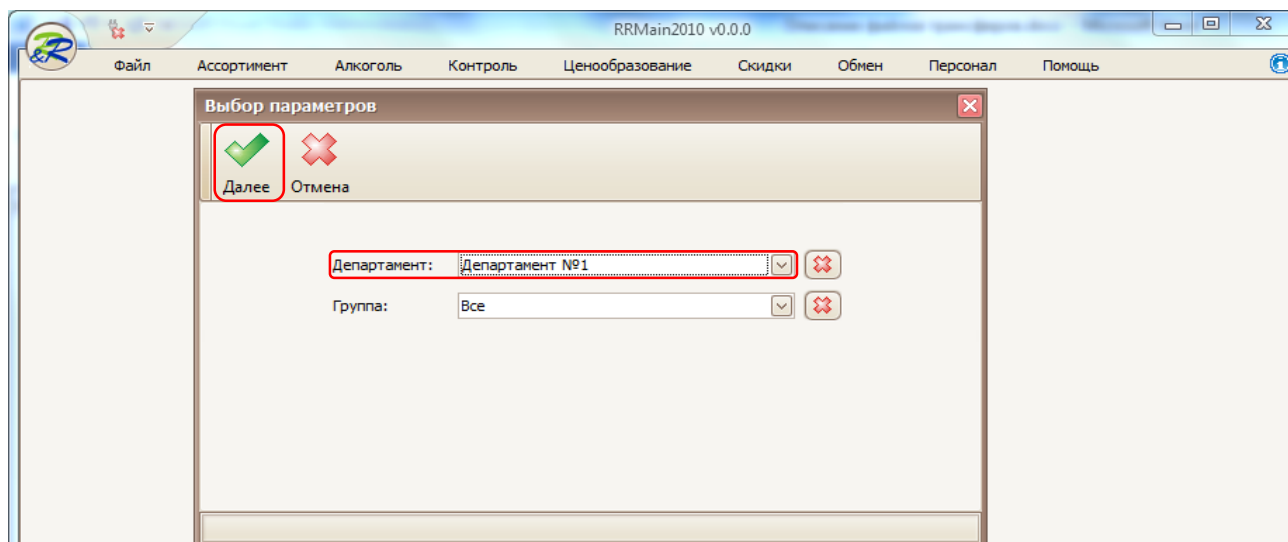 RRMain2010 v0.0.0
&R
Файл Ассортимент Алкоголь Контроль Ценообразование Скидки Обмен Персонал Помощь
Выбор параметров
Далее Отмена
Департамент: Департамент №1
Группа: Все